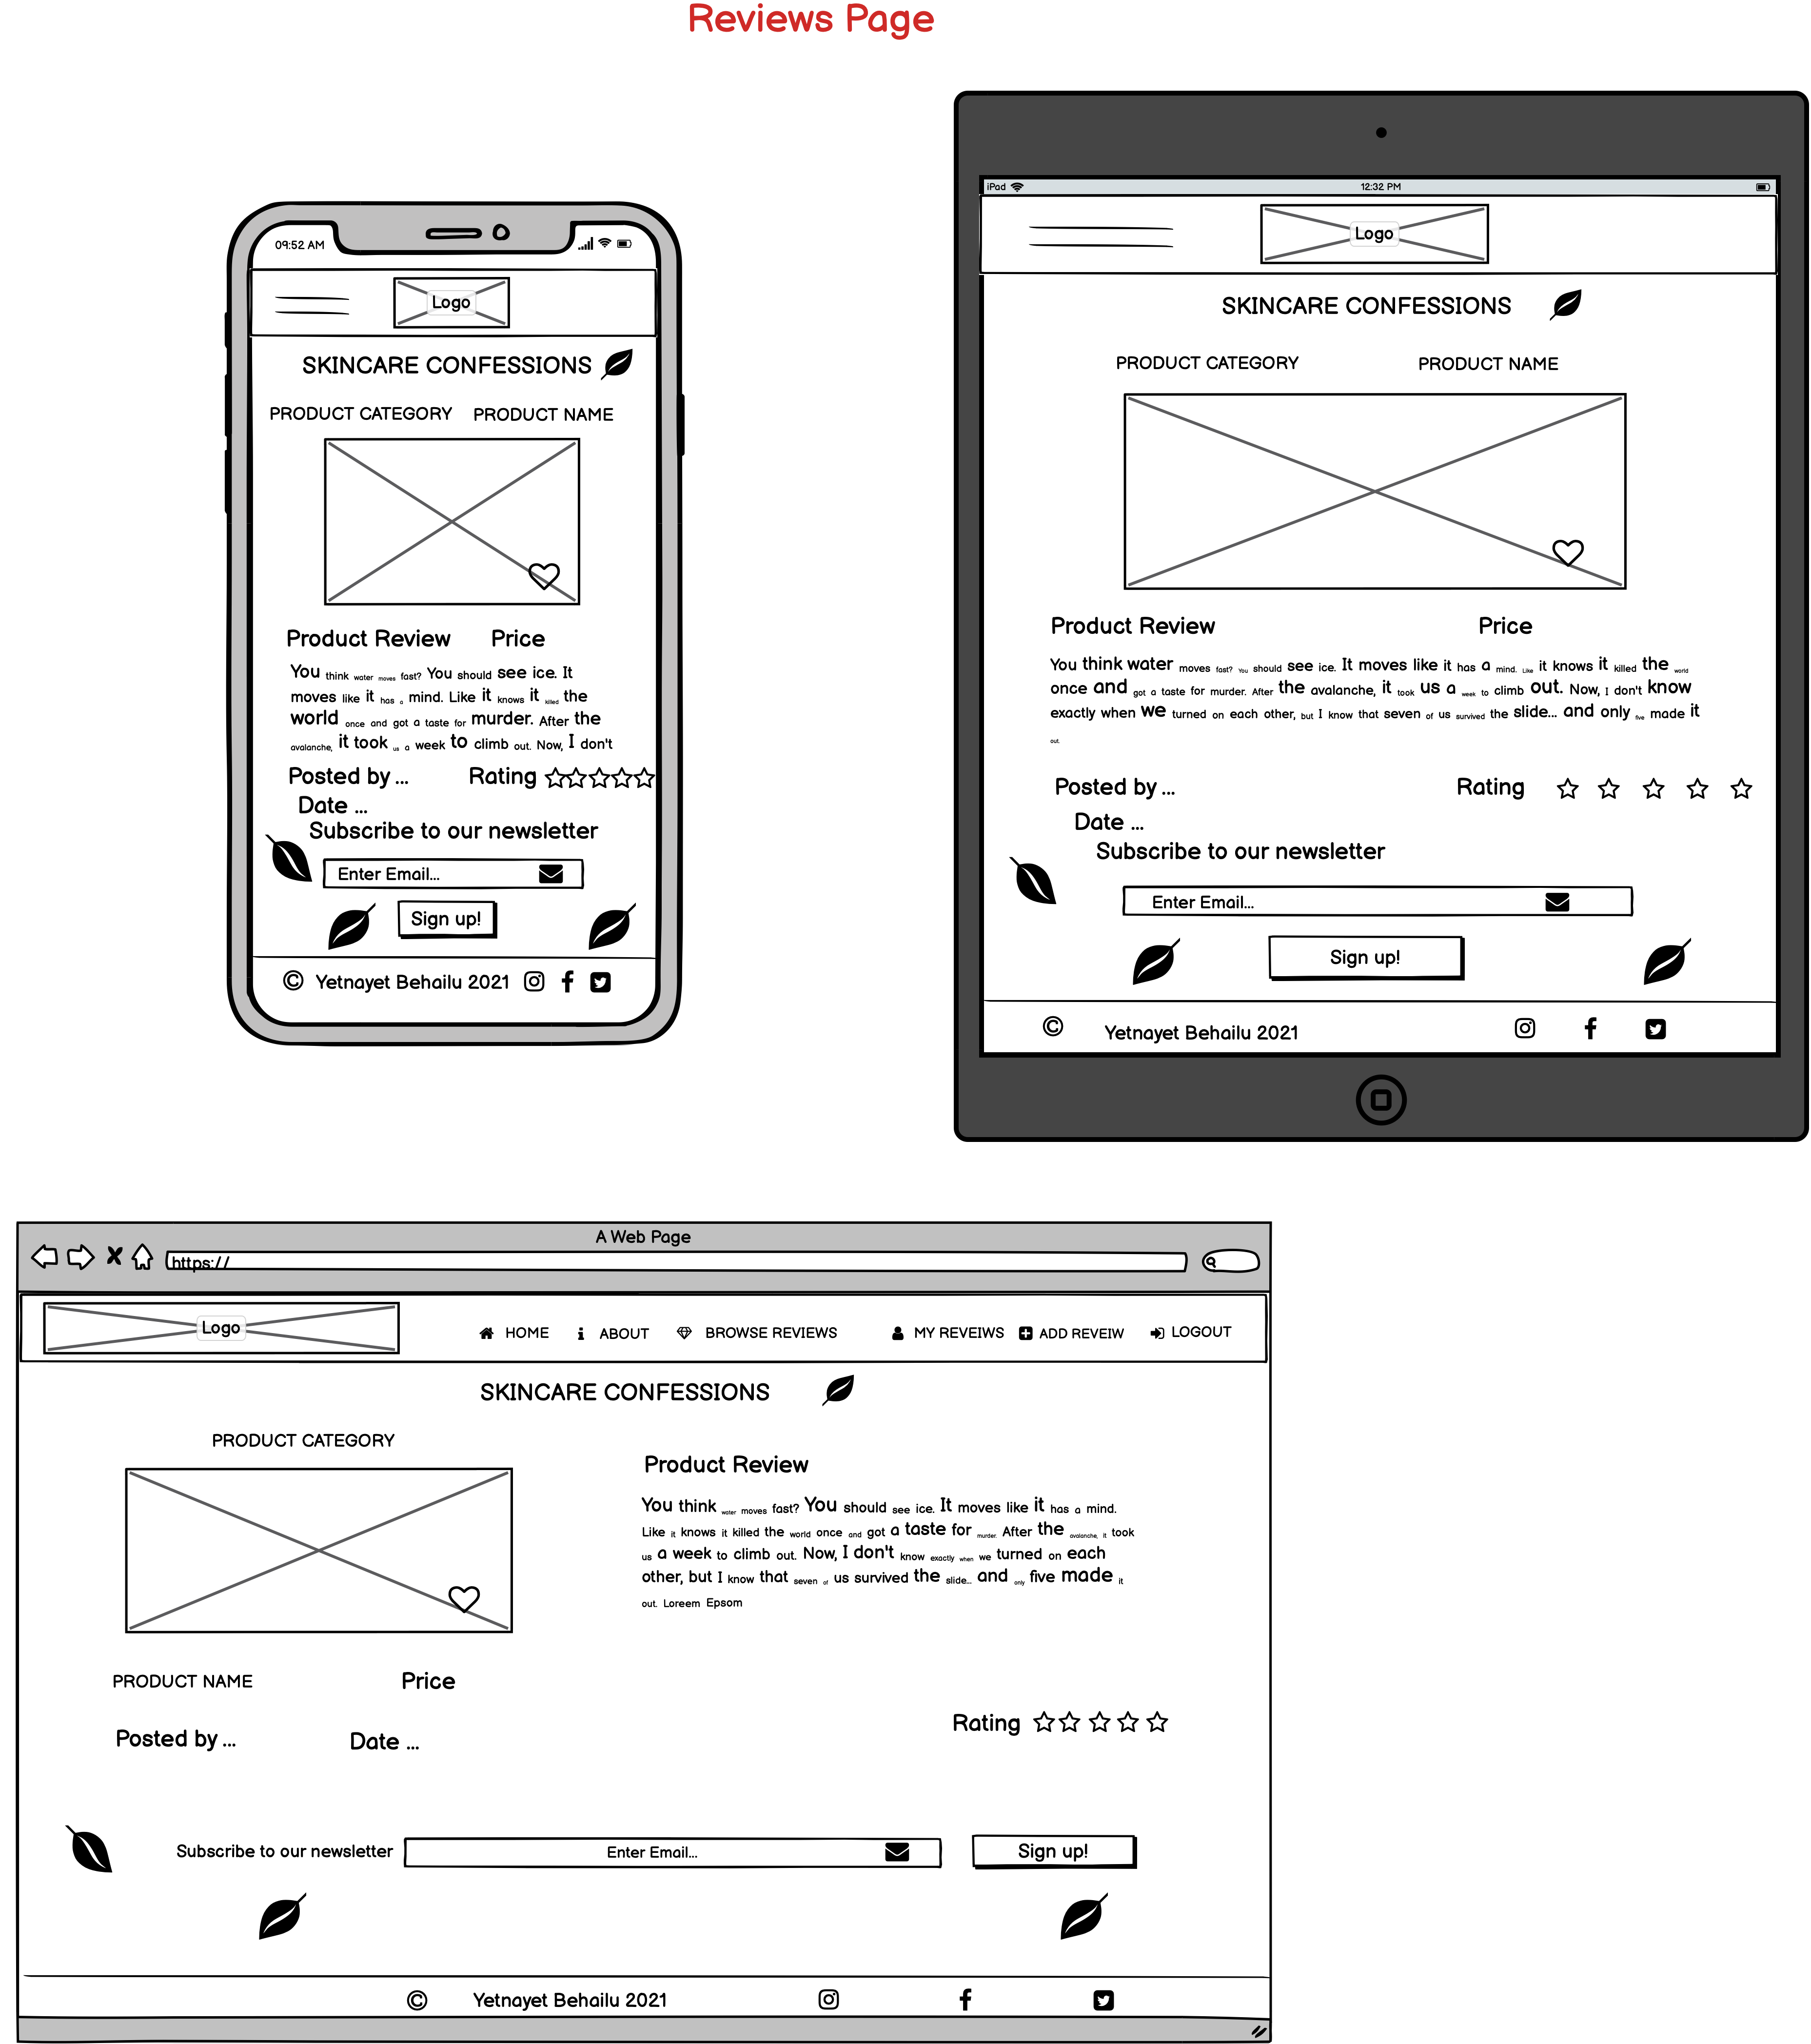 Reviews Page
09:52 AM
Logo
SKINCARE CONFESSIONS
PRODUCT CATEGORY PRODUCT NAME
Product Review Price
You think water moves fast? You should see ice. It
moves like it has a mind. Like it knows it killed the
world once and got a taste for murder. After the
avalanche, it took us a week to climb out. Now, I don't
Posted by ... Rating
Date ...
Subscribe to our newsletter
Enter Email...
Sign up!
© Yetnayet Behailu 2021
iPad 12:32 PM
Logo
SKINCARE CONFESSIONS
PRODUCT CATEGORY PRODUCT NAME
Product Review Price
You think water moves fast? You should see ice. It moves like it has a mind. Like it knows it killed the world
once and got a taste for murder. After the avalanche, it took us a week to climb out. Now, I don't know
exactly when we turned on each other, but I know that seven of us survived the slide... and only five made it
out.
Posted by ... Rating
Date ...
Subscribe to our newsletter
Enter Email...
Sign up!
© Yetnayet Behailu 2021
A Web Page
https://
Logo HOME ABOUT BROWSE REVIEWS MY REVEIWS ADD REVEIW LOGOUT
SKINCARE CONFESSIONS
PRODUCT CATEGORY
Product Review
You think water moves fast? You should see ice. It moves like it has a mind.
Like it knows it killed the world once and got a taste for murder. After the avalanche, it took
us a week to climb out. Now, I don't know exactly when we turned on each
other, but I know that seven of us survived the slide... and only five made it
out. Loreem Epsom
PRODUCT NAME Price
Rating
Posted by ... Date ...
Subscribe to our newsletter Enter Email... Sign up!
© Yetnayet Behailu 2021